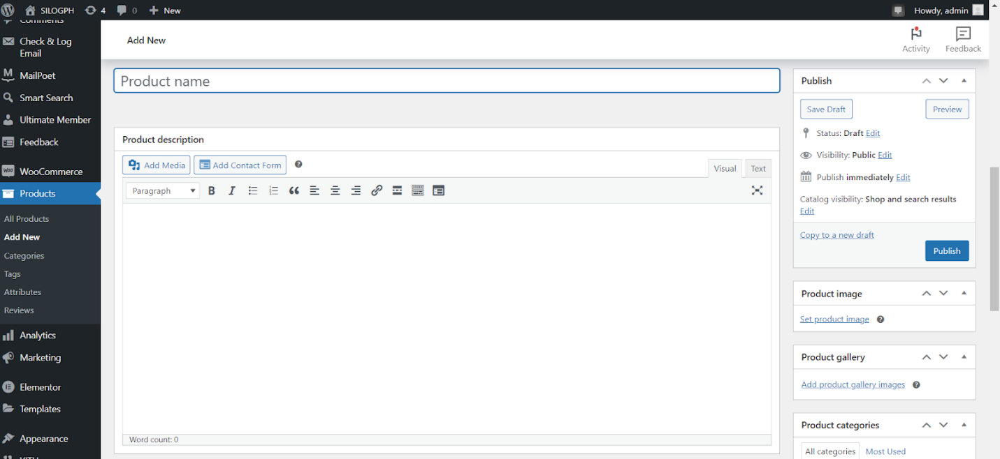 SILOGPH 4 0 New Howdy, admin
Comments
Check & Log
Email
MailPoet
Smart Search
Ultimate Member
Feedback
WooCommerce
Products
All Products
Add New
Categories
Tags
Attributes
Reviews
Analytics
Marketing
Elementor
Templates
Appearance
Add New
Activity
Feedback
Product name
Product description
Add Media Add Contact Form
Visual Text
Paragraph
Word count: 0
Publish
Save Draft Preview
Status: Draft Edit
Visibility: Public Edit
Publish immediately Edit
Catalog visibility: Shop and search results
Edit
Copy to a new draft
Publish
Product image
Set product image
Product gallery
Add product gallery images
Product categories
All categories Most Used